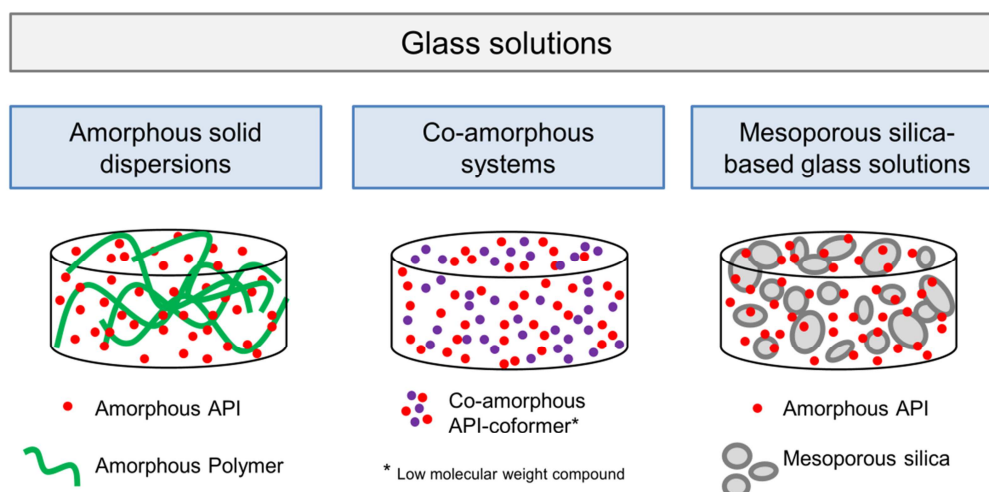 Glass solutions
Amorphous solid
dispersions
Co-amorphous
systems
Mesoporous silica-
based glass solutions
Amorphous API
Amorphous Polymer
Co-amorphous
API-coformer*
* Low molecular weight compound
Amorphous API
Mesoporous silica